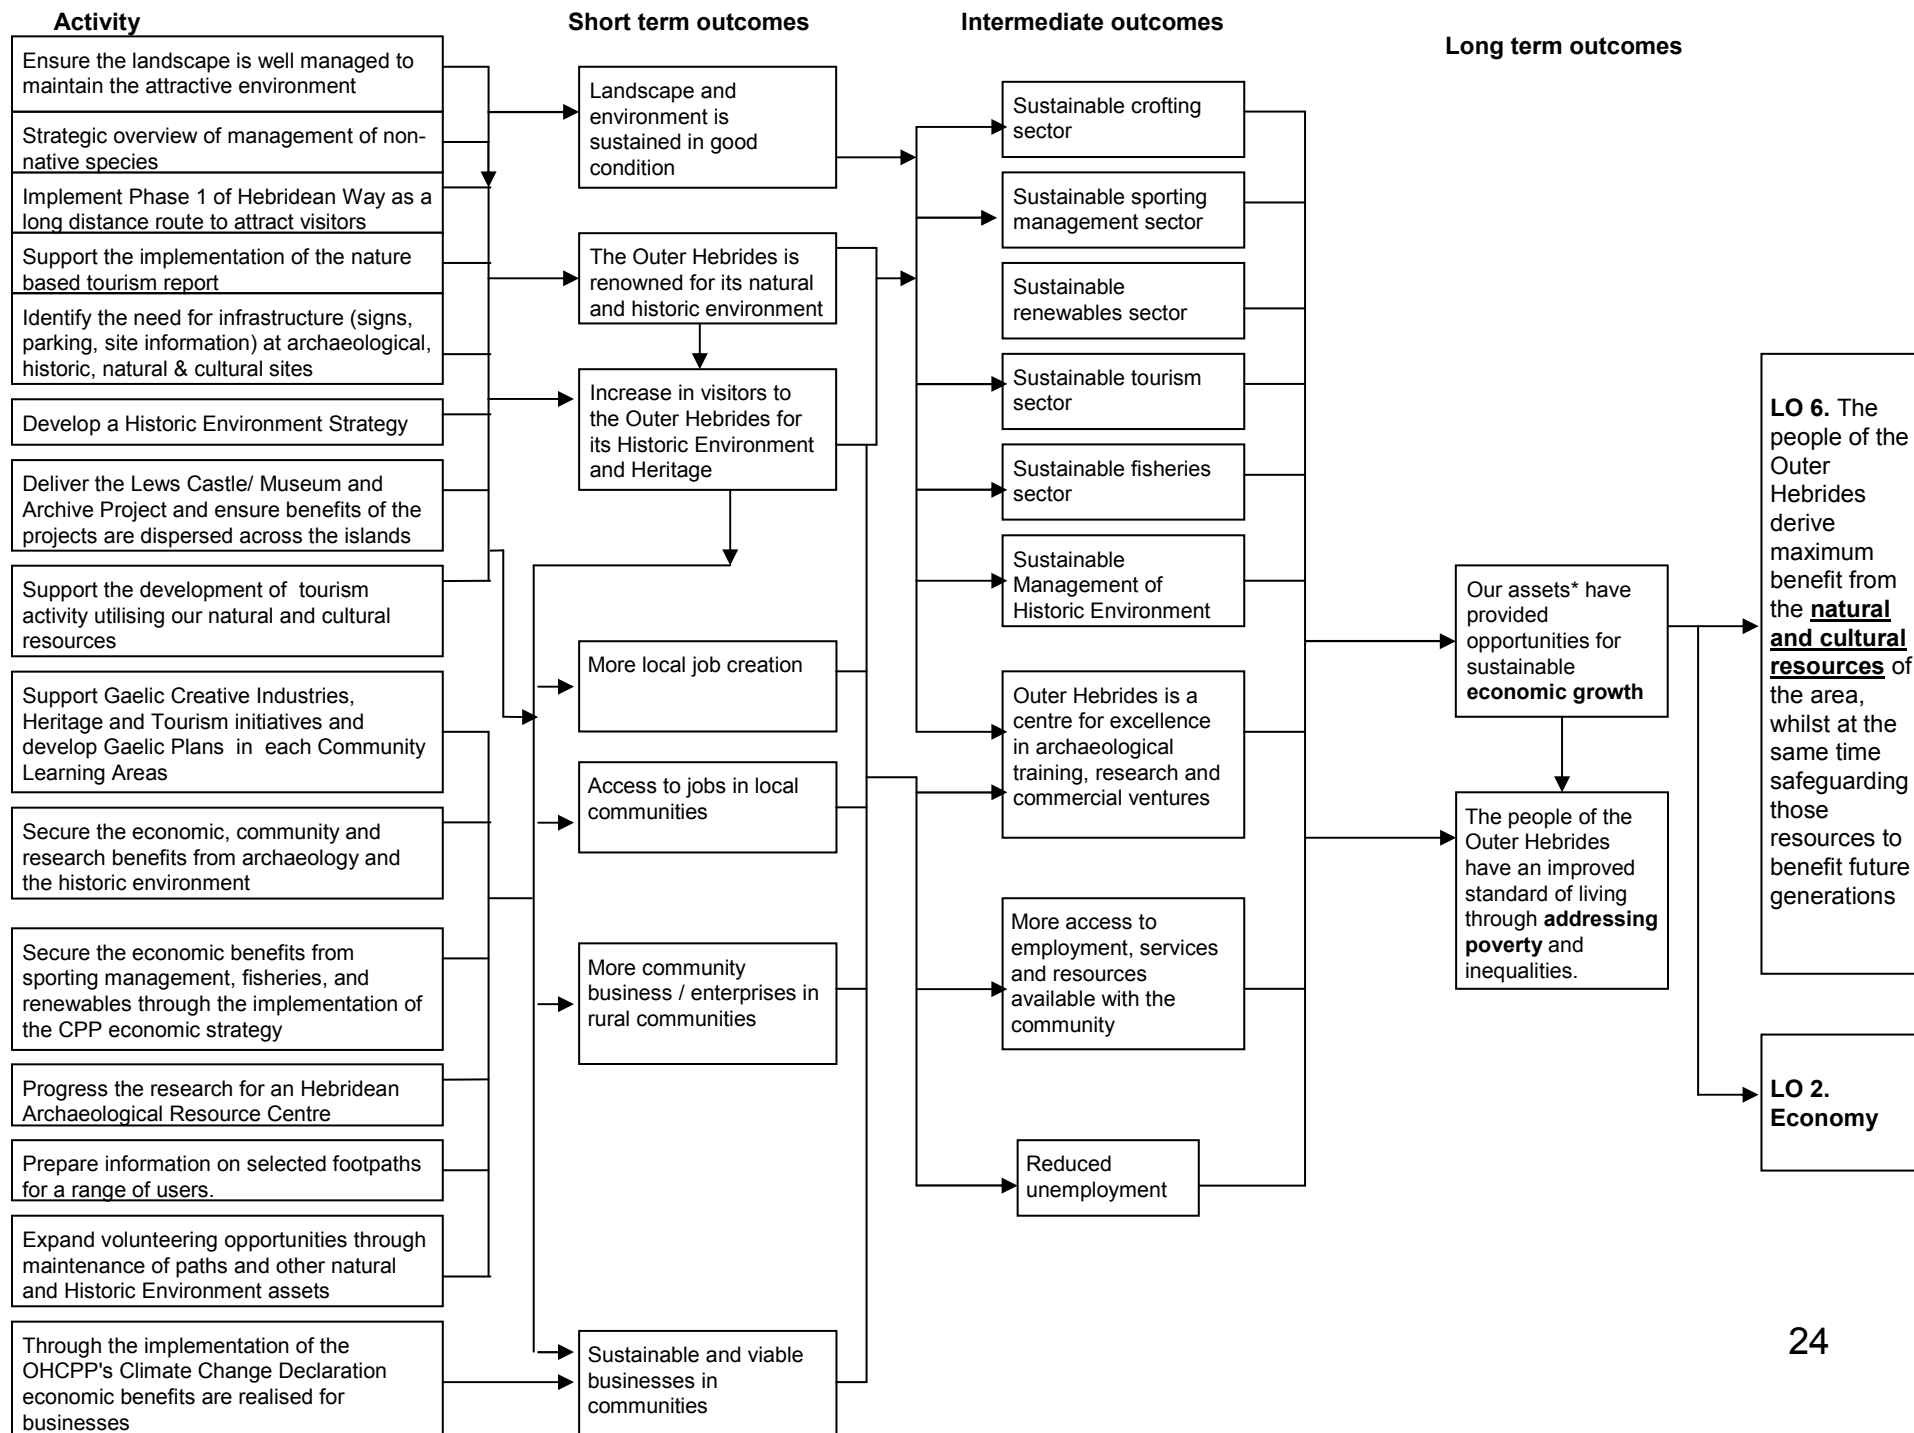 Activity
Short term outcomes
Intermediate outcomes
Long term outcomes
Ensure the landscape is well managed to
maintain the attractive environment
Strategic overview of management of non-
native species
Implement Phase 1 of Hebridean Way as a
long distance route to attract visitors
Support the implementation of the nature
based tourism report
Identify the need for infrastructure (signs,
parking, site information) at archaeological,
historic, natural & cultural sites
Develop a Historic Environment Strategy
Deliver the Lews Castle/ Museum and
Archive Project and ensure benefits of the
projects are dispersed across the islands
Support the development of tourism
activity utilising our natural and cultural
resources
Support Gaelic Creative Industries,
Heritage and Tourism initiatives and
develop Gaelic Plans in each Community
Learning Areas
Secure the economic, community and
research benefits from archaeology and
the historic environment
Secure the economic benefits from
sporting management, fisheries, and
renewables through the implementation of
the CPP economic strategy
Progress the research for an Hebridean
Archaeological Resource Centre
Prepare information on selected footpaths
for a range of users.
Expand volunteering opportunities through
maintenance of paths and other natural
and Historic Environment assets
Through the implementation of the
OHCPP's Climate Change Declaration
economic benefits are realised for
businesses
Landscape and
environment is
sustained in good
condition
The Outer Hebrides is
renowned for its natural
and historic environment
Increase in visitors to
the Outer Hebrides for
its Historic Environment
and Heritage
More local job creation
Access to jobs in local
communities
More community
business / enterprises in
rural communities
Sustainable and viable
businesses in
communities
Sustainable crofting
sector
Sustainable sporting
management sector
Sustainable
renewables sector
Sustainable tourism
sector
Sustainable fisheries
sector
Sustainable
Management of
Historic Environment
Outer Hebrides is a
centre for excellence
in archaeological
training, research and
commercial ventures
More access to
employment, services
and resources
available with the
community
Reduced
unemployment
Our assets* have
provided
opportunities for
sustainable
economic growth
The people of the
Outer Hebrides
have an improved
standard of living
through addressing
poverty and
inequalities.
LO 6. The
people of the
Outer
Hebrides
derive
maximum
benefit from
the natural
and cultural
resources of
the area,
whilst at the
same time
safeguarding
those
resources to
benefit future
generations
LO 2.
Economy
24